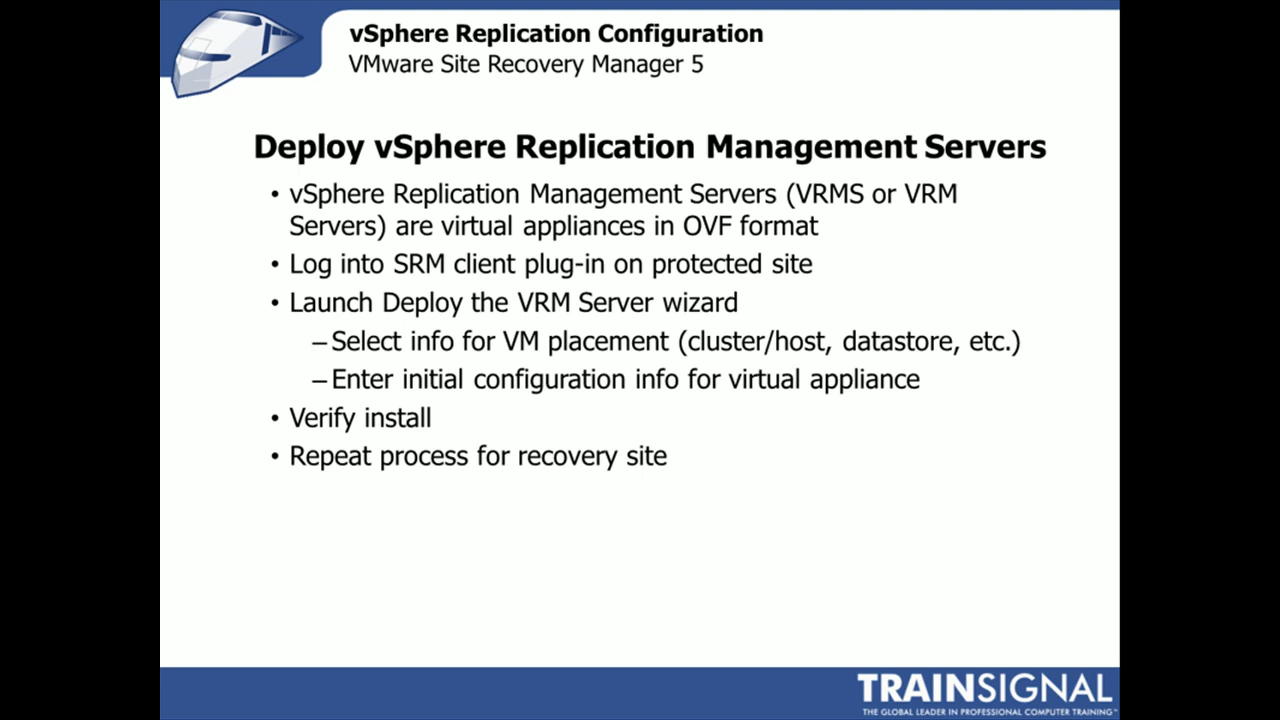 vSphere Replication Configuration
VMware Site Recovery Manager 5
Deploy vSphere Replication Management Servers
• vSphere Replication Management Servers (VRMS or VRM
Servers) are virtual appliances in OVF format
• Log into SRM client plug-in on protected site
• Launch Deploy the VRM Server wizard
– Select info for VM placement (cluster/host, datastore, etc.)
– Enter initial configuration info for virtual appliance
• Verify install
• Repeat process for recovery site
TRAINSIGNAL
THE GLOBAL LEADER IN PROFESSIONAL COMPUTER TRAINING™